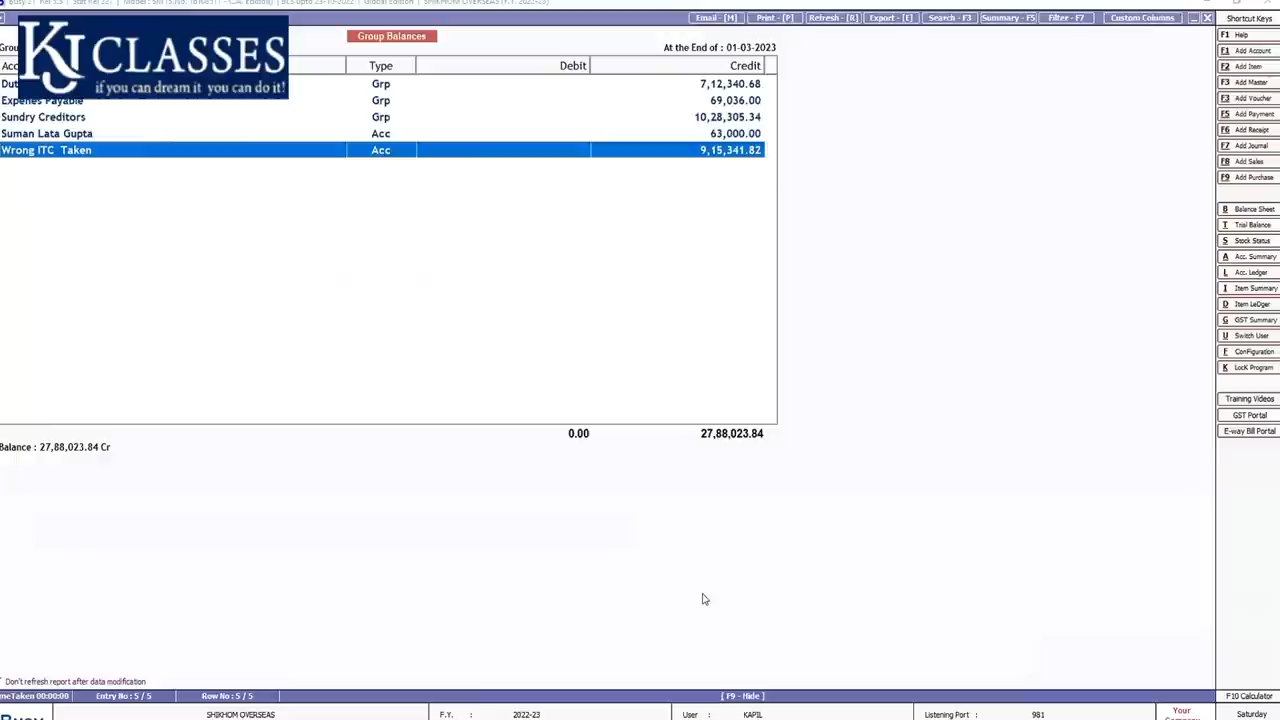 Email - [M] Print - [P] Refresh - [R] Export - [E] Search - F3 Summary - F5 Filter - F7 Custom Columns
KJ CLASSES
if you can dream it you can do it!
Group Balances
At the End of : 01-03-2023
Type Debit Credit
Grp 7,12,340.68
Expenes Payable Grp 69,036.00
Sundry Creditors Grp 10,28,305.34
Suman Lata Gupta Acc 63,000.00
Wrong ITC Taken Acc 9,15,341.82
0.00 27,88,023.84
Balance : 27,88,023.84 Cr
Don't refresh report after data modification
Taken 00:00:00 Entry No : 5 / 5 Row No : 5 / 5 [ F9 - Hide ]
SHIKHOM OVERSEAS F.Y. 2022-23 User KAPIL Listening Port : 981
Your
Shortcut Keys
F1 Help
F1 Add Account
F2 Add Item
F3 Add Master
F3 Add Voucher
F5 Add Payment
F6 Add Receipt
F7 Add Journal
F8 Add Sales
F9 Add Purchase
B Balance Sheet
T Trial Balance
S Stock Status
A Acc. Summary
L Acc. Ledger
I Item Summary
D Item LeDger
G GST Summary
U Switch User
F ConFiguration
K LocK Program
Training Videos
GST Portal
E-way Bill Portal
F10 Calculator
Saturday